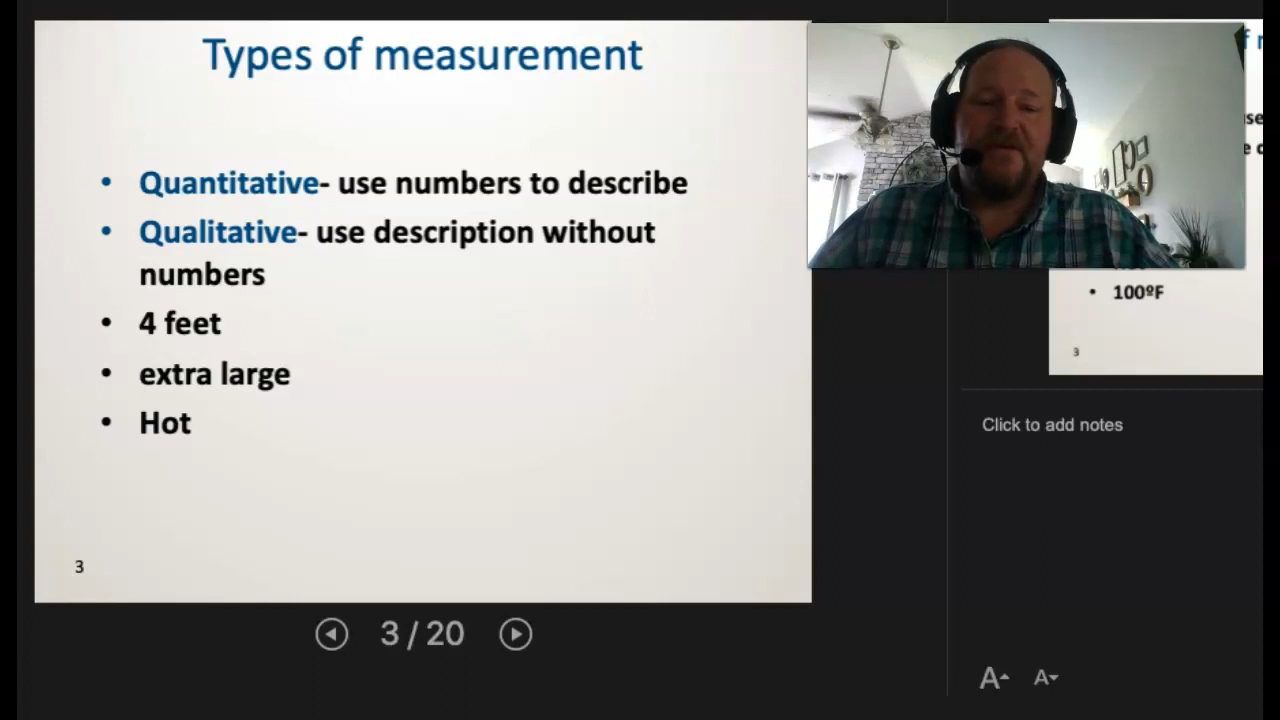 Types of measurement
• Quantitative- use numbers to describe
• Qualitative- use description without
numbers
• 4 feet
• extra large
• Hot
3
3 / 20
• 100ºF
3
Click to add notes
A
A